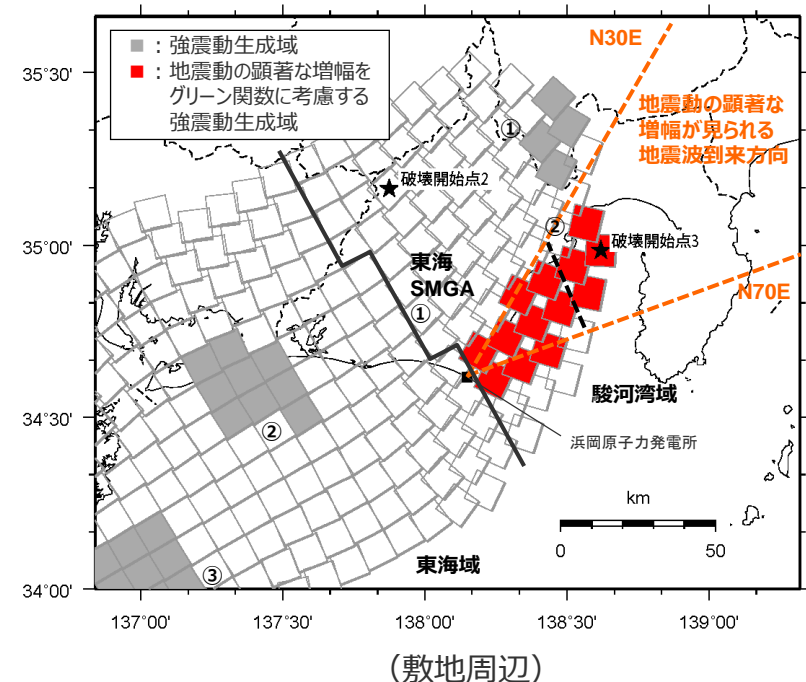 ■ : 強震動生成域
■ : 地震動の顕著な増幅を
グリーン関数に考慮する
強震動生成域
N30E
地震動の顕著な
増幅が見られる
地震波到来方向
①
破壊開始点2
②
破壊開始点3
東海
SMGA
①
N70E
駿河湾域
浜岡原子力発電所
②
km
0 50
東海域
③
35°30'
35°00'
34°30'
34°00'
137°00' 137°30' 138°00' 138°30' 139°00'
(敷地周辺)